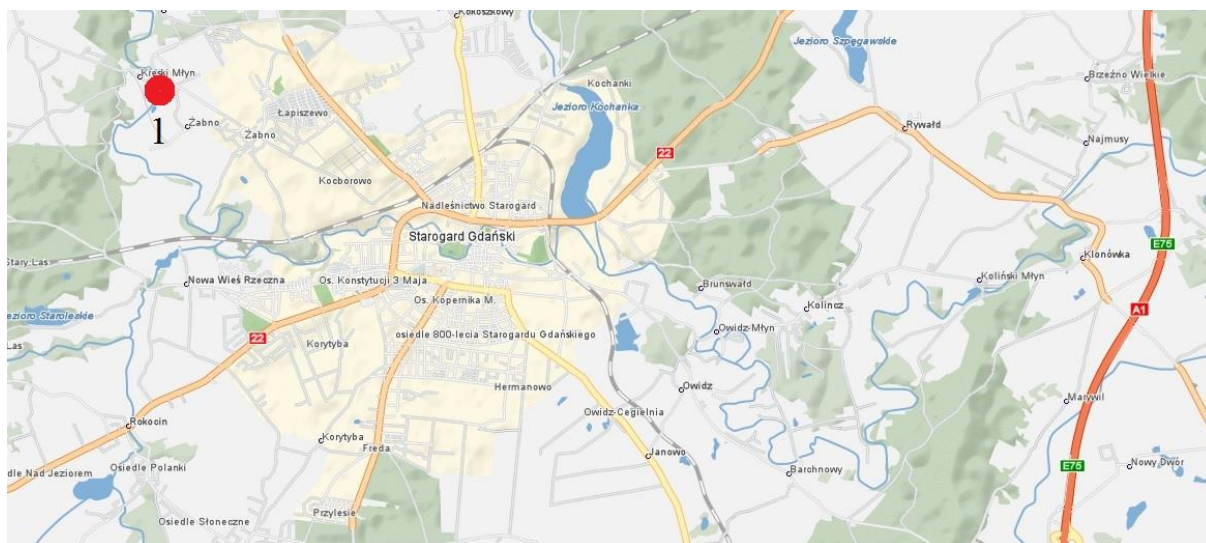 Kokoszkowy
Jezioro Szpęgawskie
Krępki Młyn
Kochanki
Brzeźno Wielkie
Jezioro Kochanka
Łapiszewo
1
Żabno
Żabno
Rywałd
Najmusy
22
Kocborowo
Nadleśnictwo Starogard
Starogard Gdański
E75
Stary Las
Klonówka
Nowa Wieś Rzeczna
Os. Konstytucji 3 Maja
Koliński Młyn
Brunswałd
Os. Kopernika M.
Kolincz
A1
Jezioro Staroleskie
Owidz-Młyn
22
osiedle 800-lecia Starogardu Gdańskiego
Las
Korytyba
Hermanowo
Owidz
Marywil
Owidz-Cegielnia
Rokocin
Korytyba
Freda
Janowo
E75
Nowy Dwór
edle Nad Jeziorem
Osiedle Polanki
Barchnowy
Przylesie
Osiedle Słoneczne